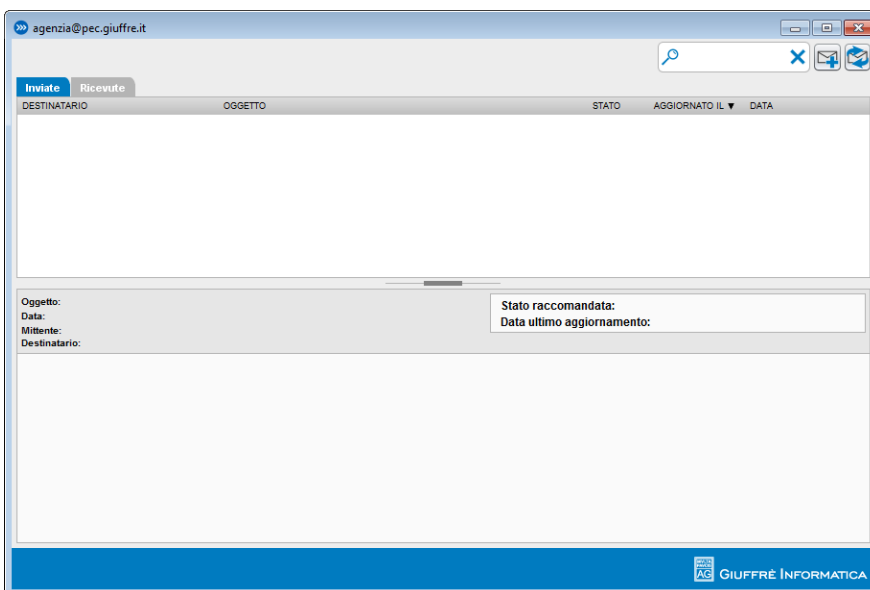 agenzia@pec.giuffre.it
Inviate Ricevute
DESTINATARIO OGGETTO STATO AGGIORNATO IL ▼ DATA
Oggetto:
Data:
Mittente:
Destinatario:
Stato raccomandata:
Data ultimo aggiornamento:
AG GIUFFRÈ INFORMATICA